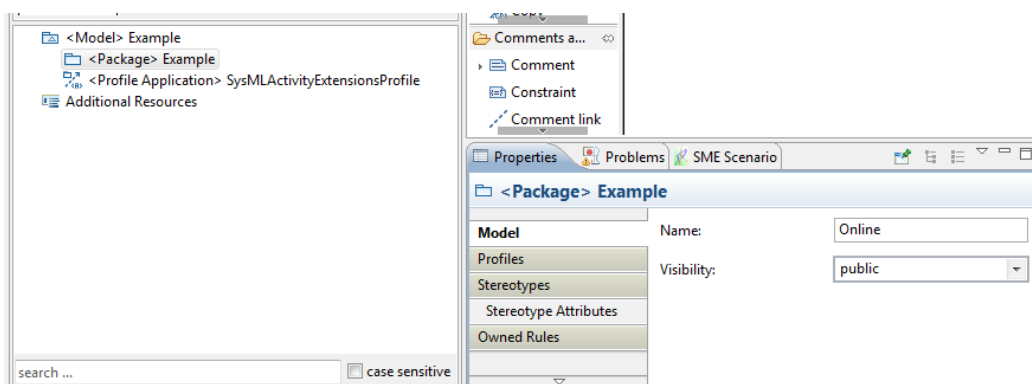 <Model> Example
<Package> Example
<Profile Application> SysMLActivityExtensionsProfile
Additional Resources
search ...
case sensitive
Comments a...
Comment
Constraint
Comment link
Properties
Problems
SME Scenario
<Package> Example
Model
Profiles
Stereotypes
Stereotype Attributes
Owned Rules
Name:
Online
Visibility:
public